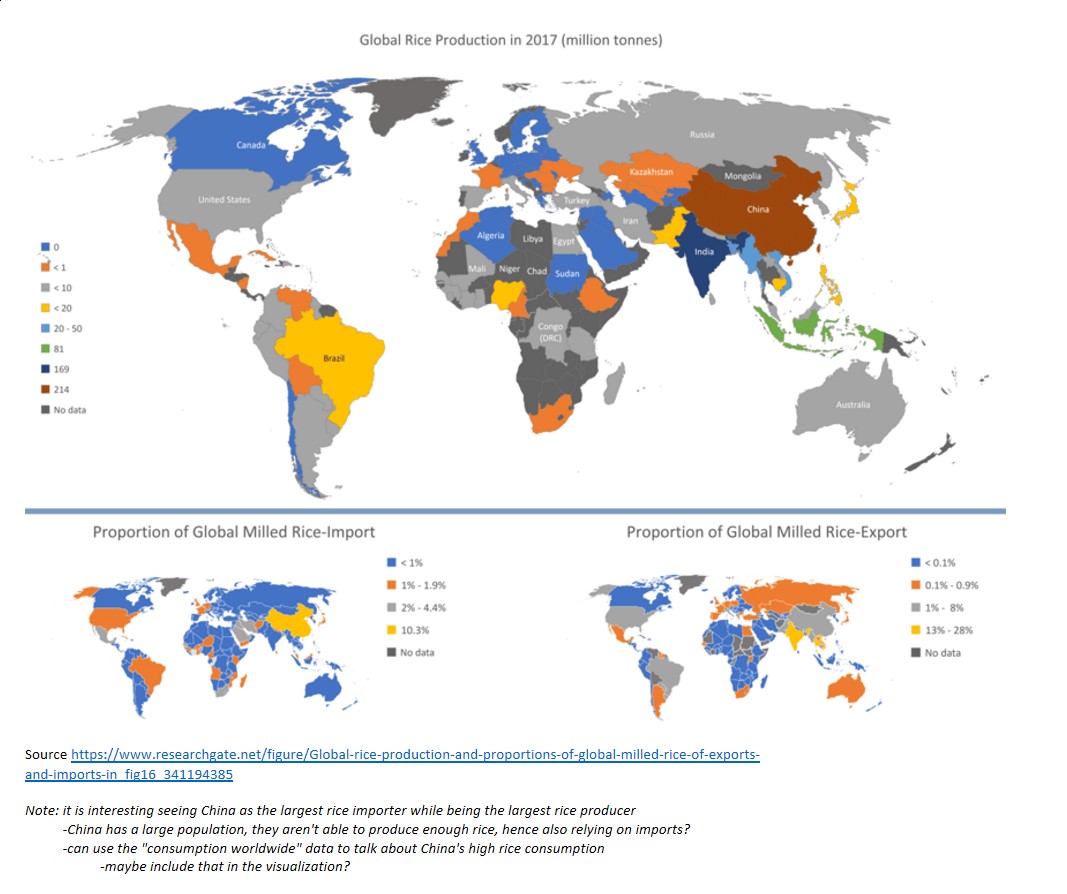 Global Rice Production in 2017 (million tonnes)
Canada
Russia
United States
Kazakhstan
Mongolia
Turkey
China
Iran
Algeria
Libya
Egypt
India
Mali
Niger
Chad
Sudan
Congo
(DRC)
Brazil
Australia
0
< 1
< 10
< 20
20 - 50
81
169
214
No data
Proportion of Global Milled Rice-Import
< 1%
1% - 1.9%
2% - 4.4%
10.3%
No data
Proportion of Global Milled Rice-Export
< 0.1%
0.1% - 0.9%
1% - 8%
13% - 28%
No data
Source https://www.researchgate.net/figure/Global-rice-production-and-proportions-of-global-milled-rice-of-exports-
and-imports-in_fig16_341194385
Note: it is interesting seeing China as the largest rice importer while being the largest rice producer
-China has a large population, they aren't able to produce enough rice, hence also relying on imports?
-can use the "consumption worldwide" data to talk about China's high rice consumption
-maybe include that in the visualization?